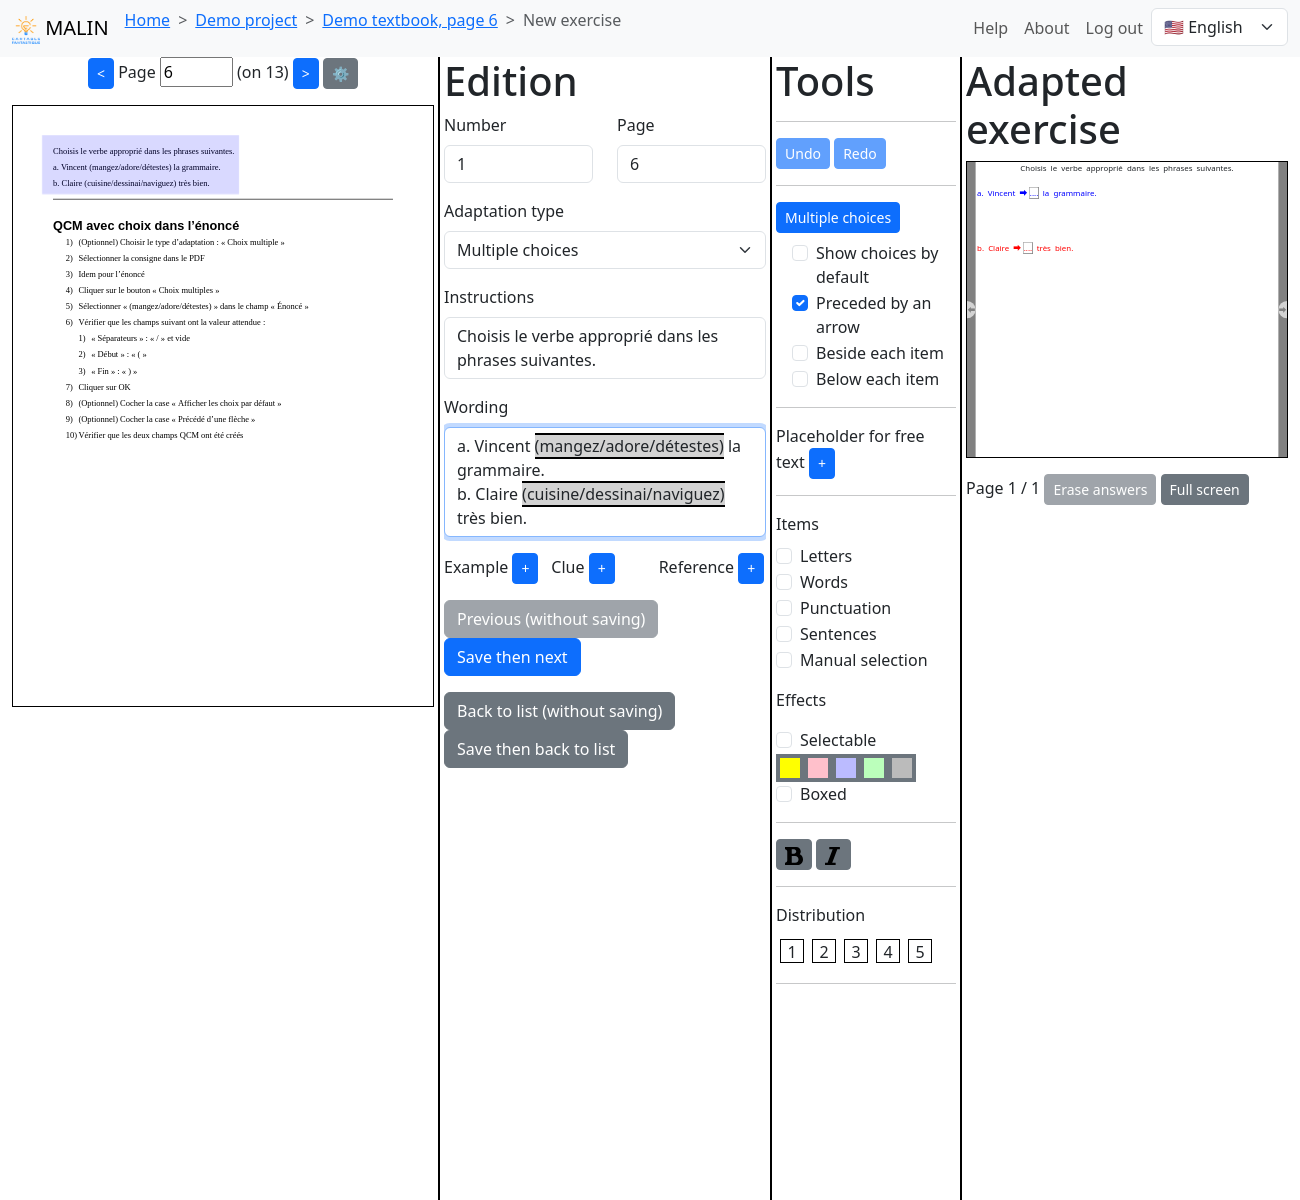 MALIN
Home > Demo project > Demo textbook, page 6 > New exercise
Help About Log out 🇺🇸 English
< Page 6 (on 13) > ⚙️
Choisis le verbe approprié dans les phrases suivantes.
a. Vincent (mangez/adore/détestes) la grammaire.
b. Claire (cuisine/dessinai/naviguez) très bien.
QCM avec choix dans l’énoncé
1) (Optionnel) Choisir le type d’adaptation : « Choix multiple »
2) Sélectionner la consigne dans le PDF
3) Idem pour l’énoncé
4) Cliquer sur le bouton « Choix multiples »
5) Sélectionner « (mangez/adore/détestes) » dans le champ « Énoncé »
6) Vérifier que les champs suivant ont la valeur attendue :
1) « Séparateurs » : « / » et vide
2) « Début » : « ( »
3) « Fin » : « ) »
7) Cliquer sur OK
8) (Optionnel) Cocher la case « Afficher les choix par défaut »
9) (Optionnel) Cocher la case « Précédé d’une flèche »
10) Vérifier que les deux champs QCM ont été créés
Edition
Number Page
1 6
Adaptation type
Multiple choices
Instructions
Choisis le verbe approprié dans les
phrases suivantes.
Wording
a. Vincent (mangez/adore/détestes) la
grammaire.
b. Claire (cuisine/dessinai/naviguez)
très bien.
Example + Clue + Reference +
Previous (without saving)
Save then next
Back to list (without saving)
Save then back to list
Tools
Undo Redo
Multiple choices
Show choices by
default
Preceded by an
arrow
Beside each item
Below each item
Placeholder for free
text +
Items
Letters
Words
Punctuation
Sentences
Manual selection
Effects
Selectable
Boxed
B I
Distribution
1 2 3 4 5
Adapted
exercise
Choisis le verbe approprié dans les phrases suivantes.
a. Vincent ➡ .... la grammaire.
b. Claire ➡ .... très bien.
Page 1 / 1 Erase answers Full screen